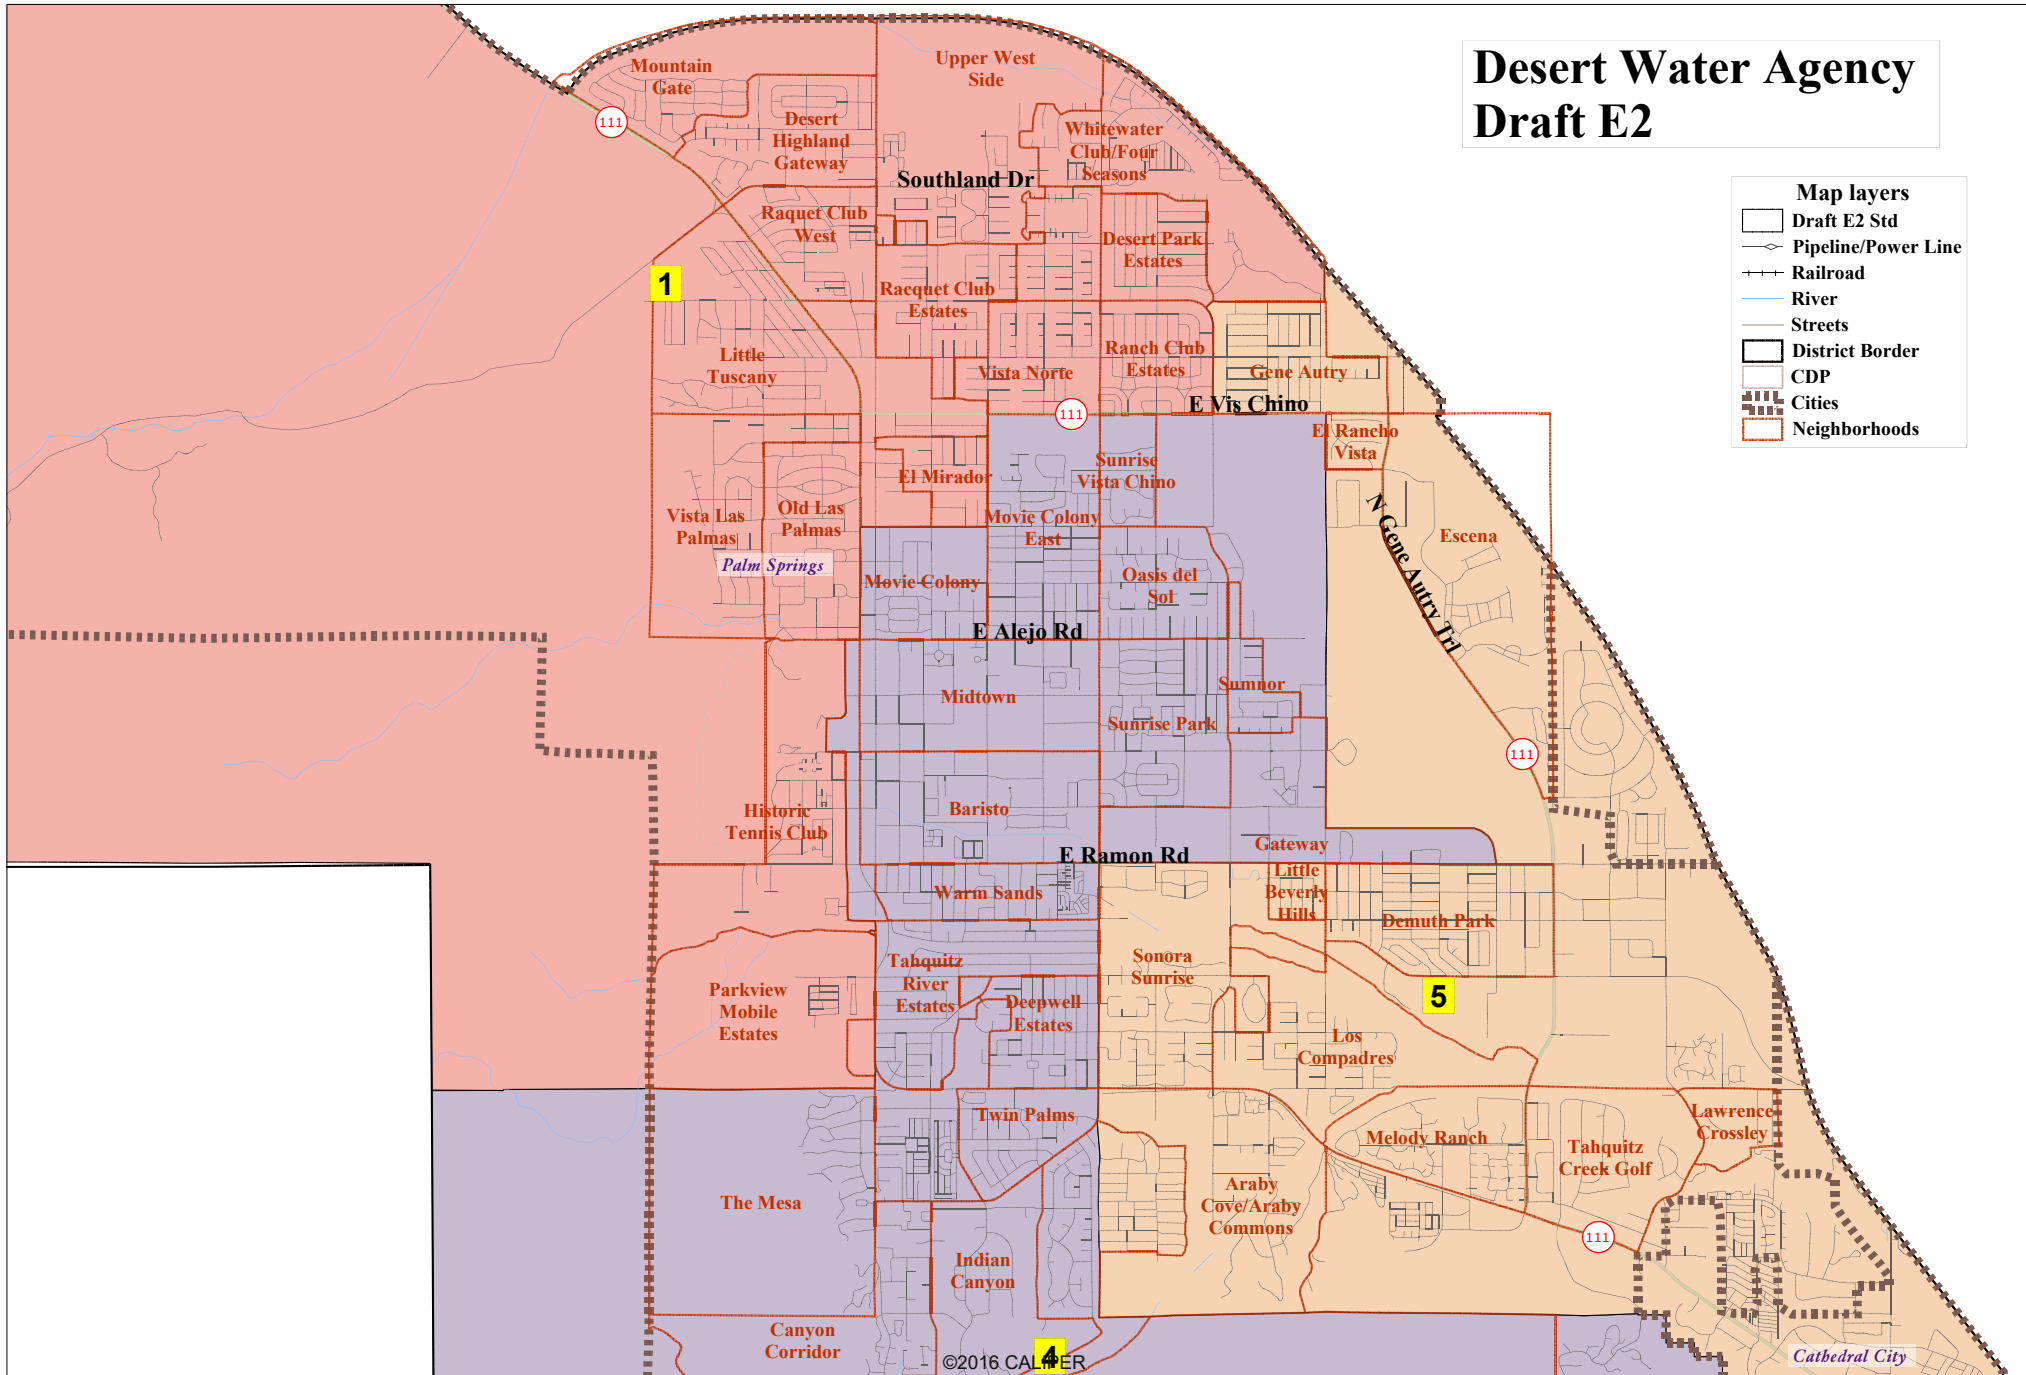 Desert Water Agency
Draft E2
Map layers
Draft E2 Std
Pipeline/Power Line
Railroad
River
Streets
District Border
CDP
Cities
Neighborhoods
Mountain
Gate
Upper West
Side
111
Desert
Highland
Gateway
Whitewater
Club/Four
Seasons
Southland Dr
Raquet Club
West
Desert Park
Estates
1
Racquet Club
Estates
Little
Tuscany
Vista Norte
Ranch Club
Estates
Gene Autry
E Vis Chino
111
El Rancho
Vista
El Mirador
Sunrise
Vista Chino
Vista Las
Palmas
Old Las
Palmas
Movie Colony
East
N Gene Autry Trl
Escena
Palm Springs
Movie Colony
Oasis del
Sol
E Alejo Rd
Midtown
Sumnor
Sunrise Park
111
Historic
Tennis Club
Baristo
Gateway
E Ramon Rd
Warm Sands
Little
Beverly
Hills
Demuth Park
Tahquitz
River
Estates
Sonora
Sunrise
5
Parkview
Mobile
Estates
Deepwell
Estates
Los
Compadres
Twin Palms
Melody Ranch
Lawrence
Crossley
Tahquitz
Creek Golf
The Mesa
Araby
Cove/Araby
Commons
111
Indian
Canyon
Canyon
Corridor
4
©2016 CALIPER
Cathedral City